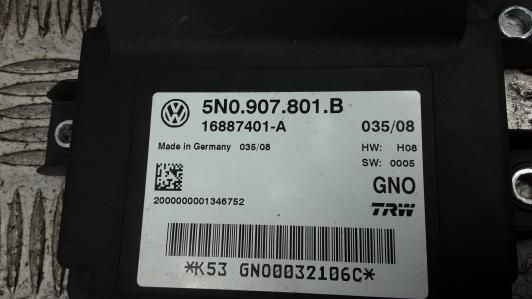 5N0.907.801.B
16887401-A 035/08
Made in Germany 035/08 HW: H08
SW: 0005
GNO
2000000001346752 TRW
*K53 GNO00032106C*